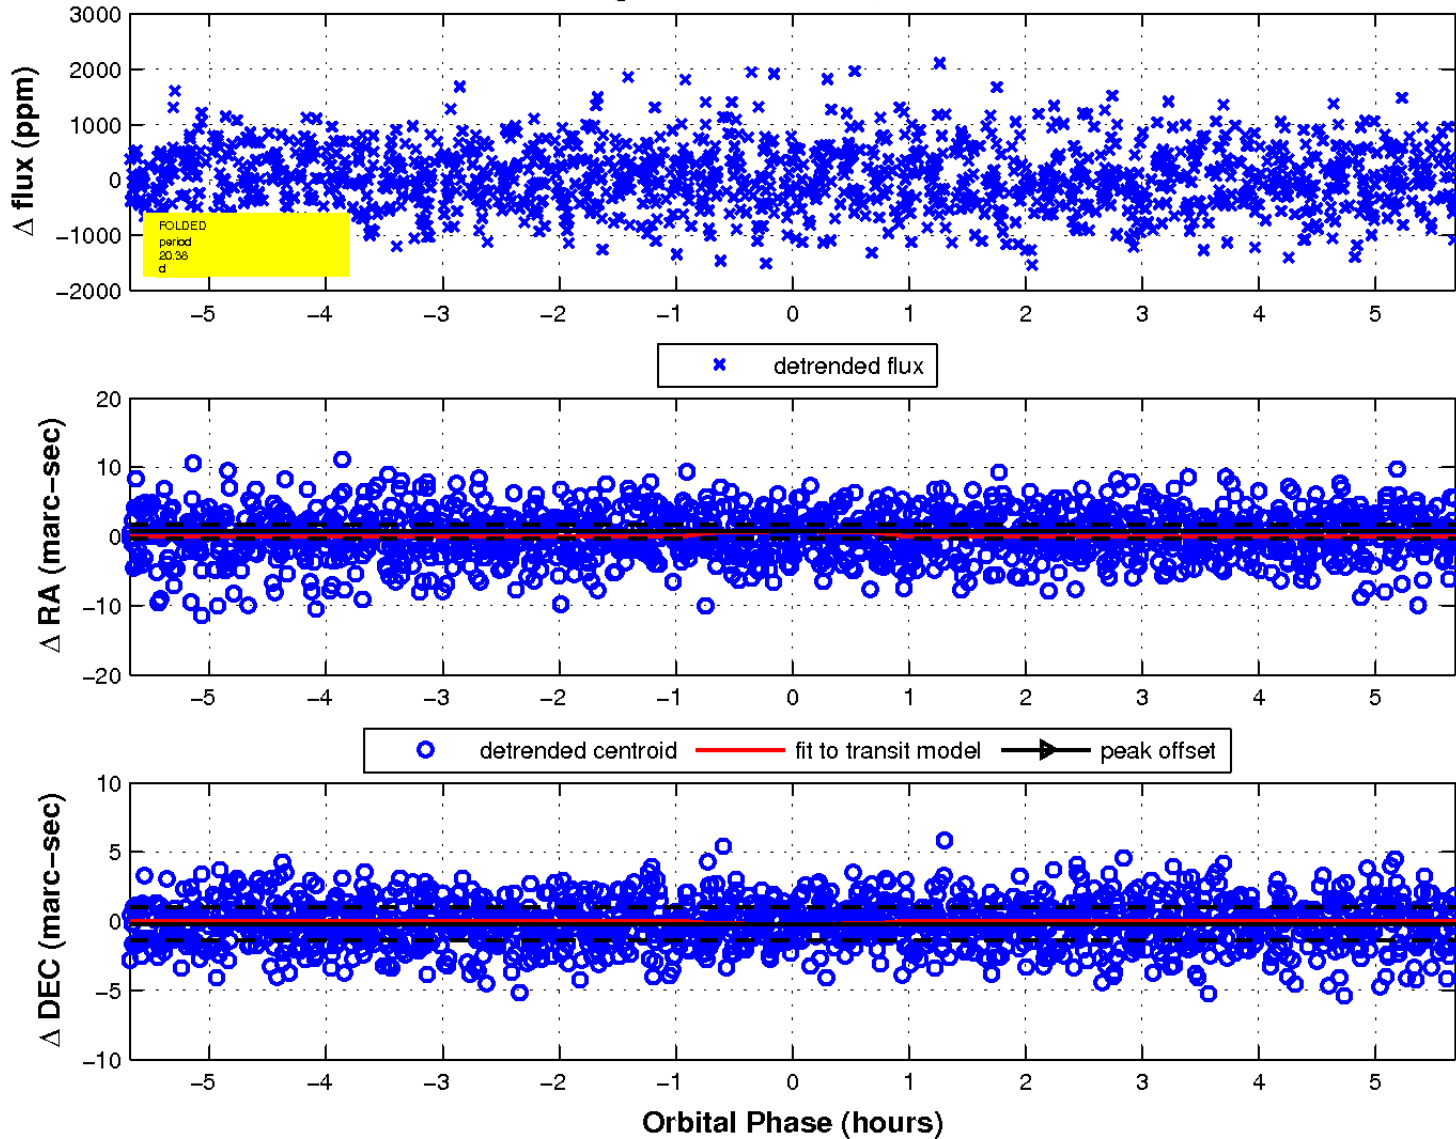 3000
2000
1000
0
−1000
−2000
Δ flux (ppm)
FOLDED
period
20.36
d
−5 −4 −3 −2 −1 0 1 2 3 4 5
detrended flux
20
10
0
−10
−20
Δ RA (marc−sec)
−5 −4 −3 −2 −1 0 1 2 3 4 5
detrended centroid fit to transit model peak offset
10
5
0
−5
−10
Δ DEC (marc−sec)
−5 −4 −3 −2 −1 0 1 2 3 4 5
Orbital Phase (hours)